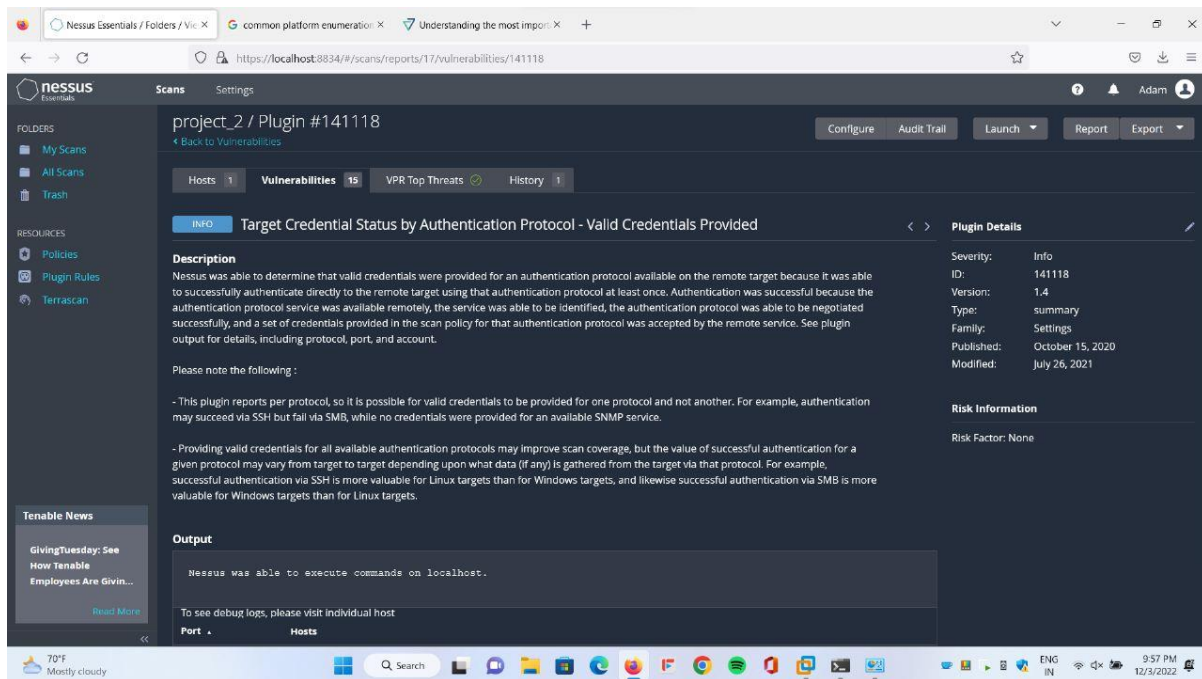 Nessus Essentials / Folders / Vie
common platform enumeration
Understanding the most import
https://localhost:8834/#/scans/reports/17/vulnerabilities/141118
nessus
Essentials
Scans
Settings
Adam
FOLDERS
My Scans
All Scans
Trash
RESOURCES
Policies
Plugin Rules
Terrascan
Tenable News
GivingTuesday: See
How Tenable
Employees Are Givin...
Read More
project_2 / Plugin #141118
Back to Vulnerabilities
Configure
Audit Trail
Launch
Report
Export
Hosts 1
Vulnerabilities 15
VPR Top Threats
History 1
INFO
Target Credential Status by Authentication Protocol - Valid Credentials Provided
Description
Nessus was able to determine that valid credentials were provided for an authentication protocol available on the remote target because it was able
to successfully authenticate directly to the remote target using that authentication protocol at least once. Authentication was successful because the
authentication protocol service was available remotely, the service was able to be identified, the authentication protocol was able to be negotiated
successfully, and a set of credentials provided in the scan policy for that authentication protocol was accepted by the remote service. See plugin
output for details, including protocol, port, and account.
Please note the following :
- This plugin reports per protocol, so it is possible for valid credentials to be provided for one protocol and not another. For example, authentication
may succeed via SSH but fail via SMB, while no credentials were provided for an available SNMP service.
- Providing valid credentials for all available authentication protocols may improve scan coverage, but the value of successful authentication for a
given protocol may vary from target to target depending upon what data (if any) is gathered from the target via that protocol. For example,
successful authentication via SSH is more valuable for Linux targets than for Windows targets, and likewise successful authentication via SMB is more
valuable for Windows targets than for Linux targets.
Output
Nessus was able to execute commands on localhost.
To see debug logs, please visit individual host
Port
Hosts
Plugin Details
Severity: Info
ID: 141118
Version: 1.4
Type: summary
Family: Settings
Published: October 15, 2020
Modified: July 26, 2021
Risk Information
Risk Factor: None
70°F
Mostly cloudy
Search
ENG
IN
9:57 PM
12/3/2022